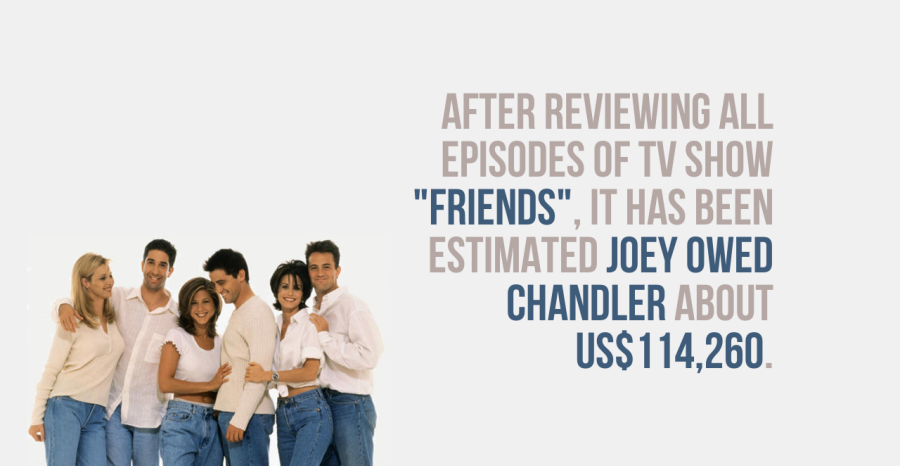 AFTER REVIEWING ALL
EPISODES OF TV SHOW
"FRIENDS", IT HAS BEEN
ESTIMATED JOEY OWED
CHANDLER ABOUT
US$114,260.